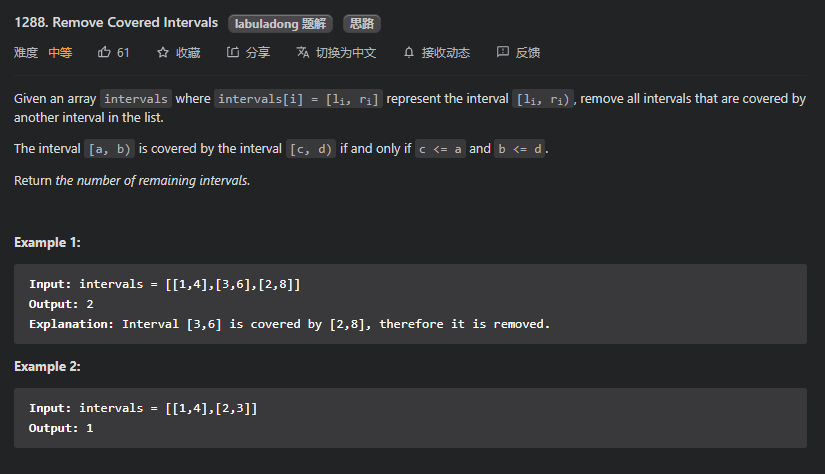 1288. Remove Covered Intervals labuladong 题解 思路
难度 中等 61 收藏 分享 切换为中文 接收动态 反馈
Given an array intervals where intervals[i] = [li, ri] represent the interval [li, ri), remove all intervals that are covered by
another interval in the list.
The interval [a, b) is covered by the interval [c, d) if and only if c <= a and b <= d.
Return the number of remaining intervals.
Example 1:
Input: intervals = [[1,4],[3,6],[2,8]]
Output: 2
Explanation: Interval [3,6] is covered by [2,8], therefore it is removed.
Example 2:
Input: intervals = [[1,4],[2,3]]
Output: 1